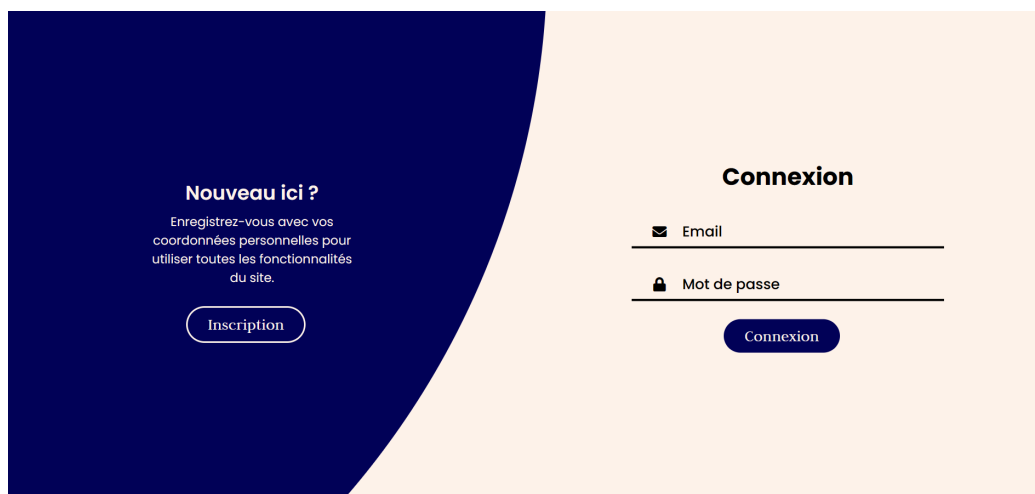 Nouveau ici ?
Enregistrez-vous avec vos
coordonnées personnelles pour
utiliser toutes les fonctionnalités
du site.
Inscription
Connexion
Email
Mot de passe
Connexion